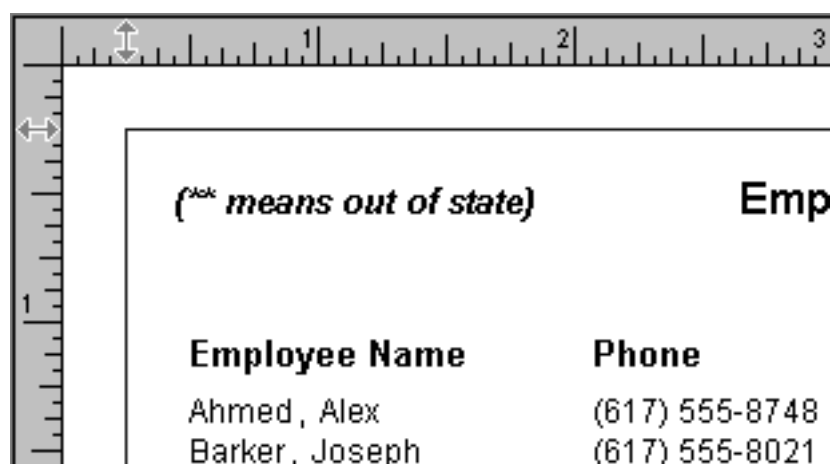 1 2 3
(** means out of state) Emp
1
Employee Name Phone
Ahmed, Alex (617) 555-8748
Barker, Joseph (617) 555-8021